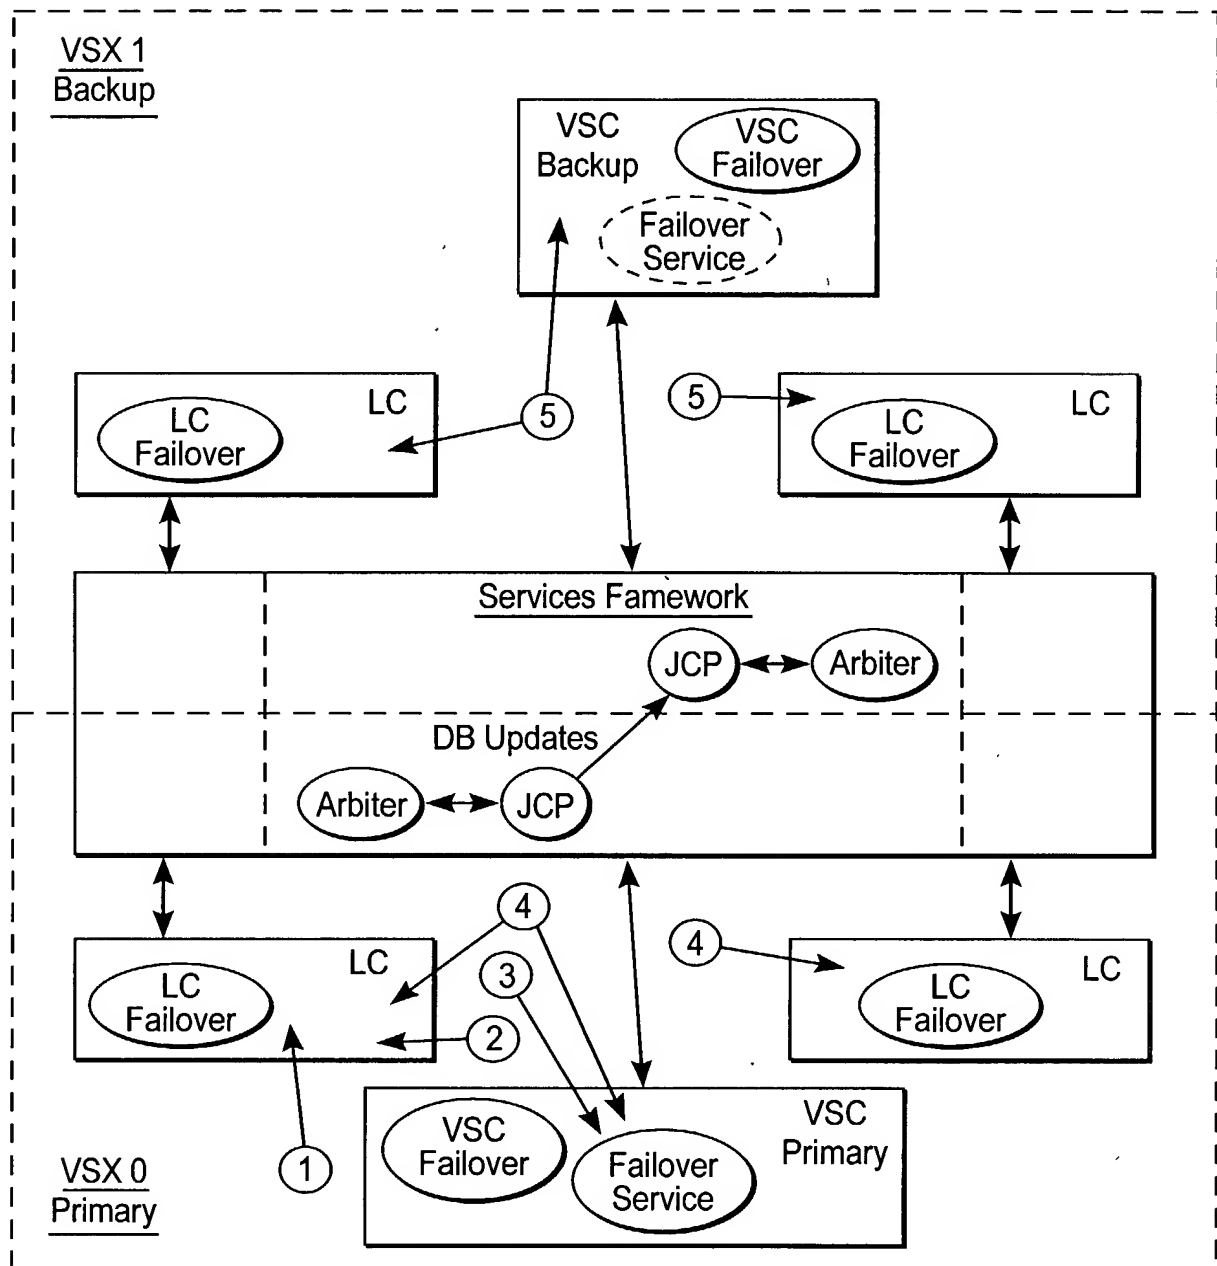 VSX 1
Backup
VSC
Backup
VSC
Failover
Failover
Service
LC
Failover
LC
5
5
LC
Failover
LC
Services Famework
JCP
Arbiter
DB Updates
Arbiter
JCP
4
4
3
2
LC
Failover
LC
LC
Failover
LC
1
VSC
Failover
Failover
Service
VSC
Primary
VSX 0
Primary